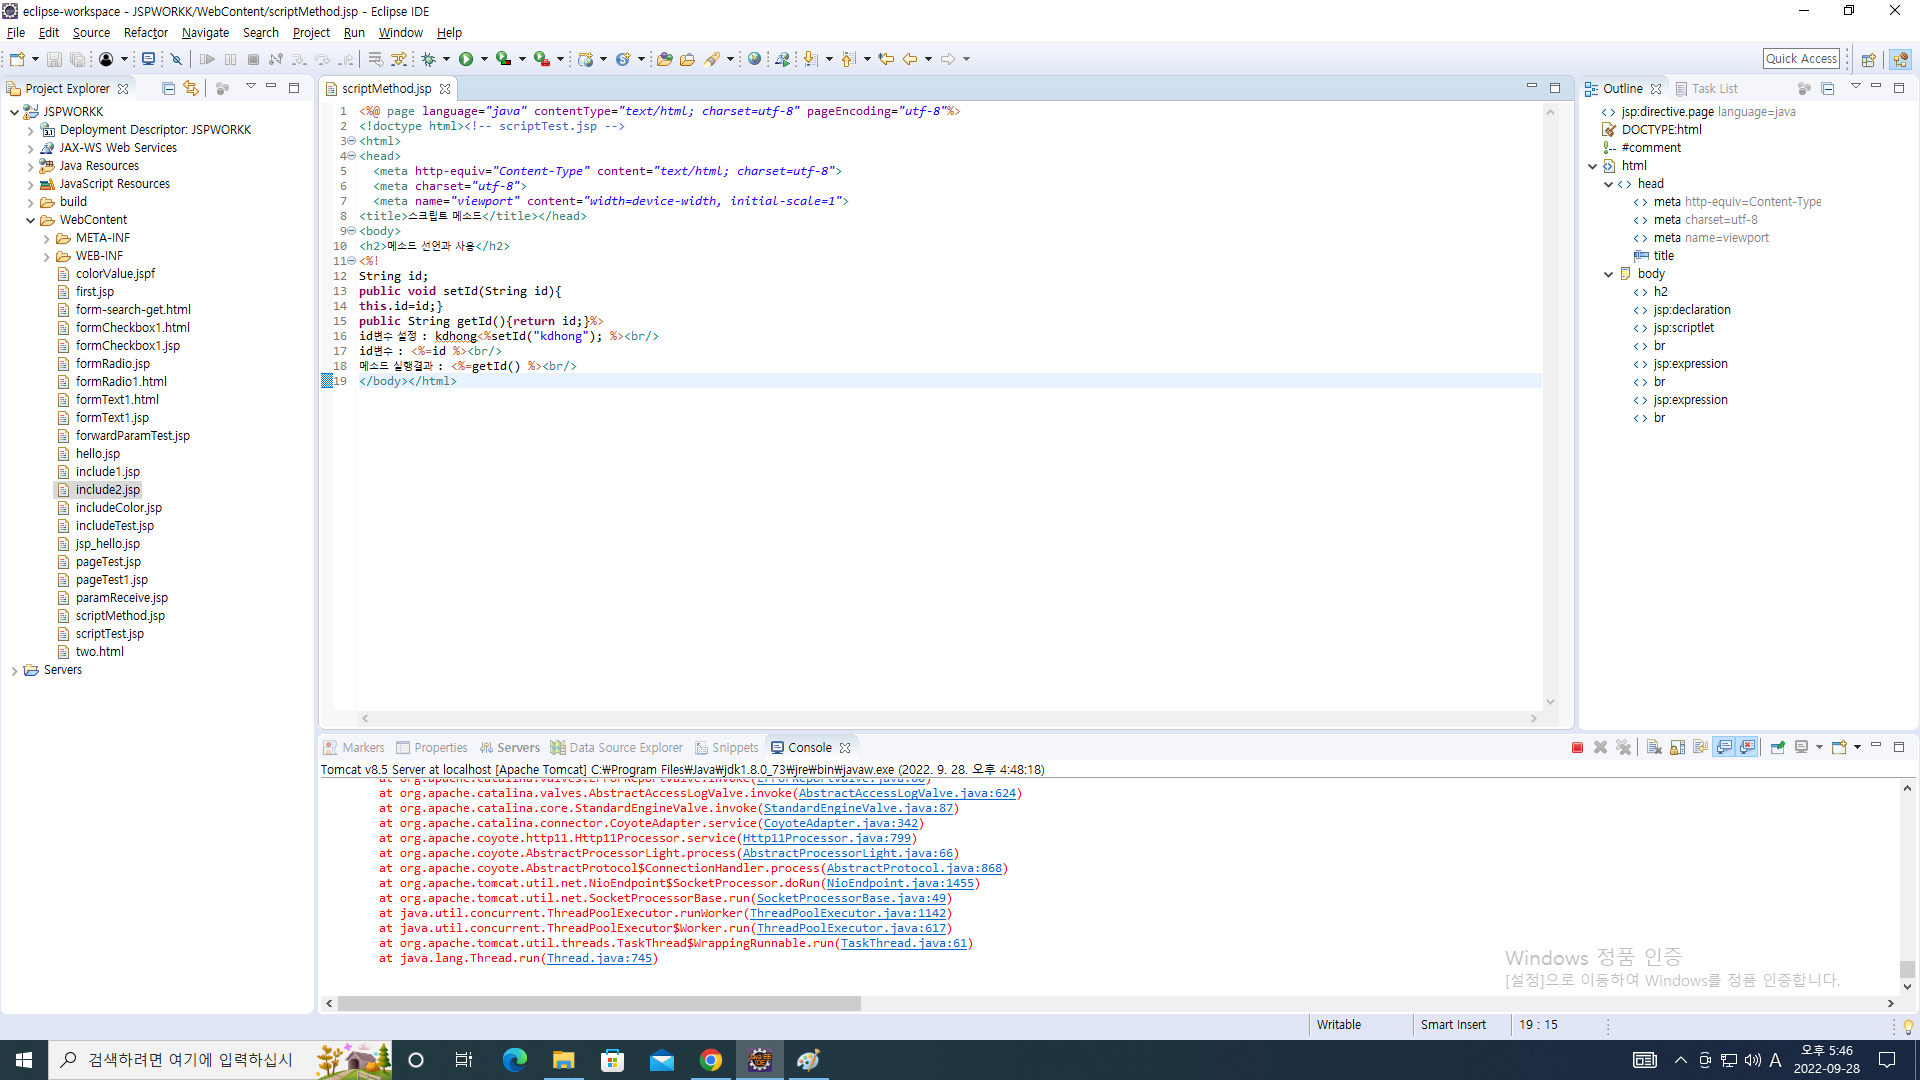 eclipse-workspace - JSPWORKK/WebContent/scriptMethod.jsp - Eclipse IDE
File Edit Source Refactor Navigate Search Project Run Window Help
Quick Access
Project Explorer
JSPWORKK
Deployment Descriptor: JSPWORKK
JAX-WS Web Services
Java Resources
JavaScript Resources
build
WebContent
META-INF
WEB-INF
colorValue.jspf
first.jsp
form-search-get.html
formCheckbox1.html
formCheckbox1.jsp
formRadio.jsp
formRadio1.html
formText1.html
formText1.jsp
forwardParamTest.jsp
hello.jsp
include1.jsp
include2.jsp
includeColor.jsp
includeTest.jsp
jsp_hello.jsp
pageTest.jsp
pageTest1.jsp
paramReceive.jsp
scriptMethod.jsp
scriptTest.jsp
two.html
Servers
scriptMethod.jsp
1 <%@ page language="java" contentType="text/html; charset=utf-8" pageEncoding="utf-8"%>
2 <!doctype html><!-- scriptTest.jsp -->
3 <html>
4 <head>
5 <meta http-equiv="Content-Type" content="text/html; charset=utf-8">
6 <meta charset="utf-8">
7 <meta name="viewport" content="width=device-width, initial-scale=1">
8 <title>스크립트 메소드</title></head>
9 <body>
10 <h2>메소드 선언과 사용</h2>
11 <%!
12 String id;
13 public void setId(String id){
14 this.id=id;}
15 public String getId(){return id;}%>
16 id변수 설정 : kdhong<%setId("kdhong"); %><br/>
17 id변수 : <%=id %><br/>
18 메소드 실행결과 : <%=getId() %><br/>
19 </body></html>
Outline Task List
jsp:directive.page language=java
DOCTYPE:html
#comment
html
head
meta http-equiv=Content-Type
meta charset=utf-8
meta name=viewport
title
body
h2
jsp:declaration
jsp:scriptlet
br
jsp:expression
br
jsp:expression
br
Markers Properties Servers Data Source Explorer Snippets Console
Tomcat v8.5 Server at localhost [Apache Tomcat] C:₩Program Files₩Java₩jdk1.8.0_73₩jre₩bin₩javaw.exe (2022. 9. 28. 오후 4:48:18)
at org.apache.catalina.valves.ErrorReportValve.invoke(ErrorReportValve.java:80)
at org.apache.catalina.valves.AbstractAccessLogValve.invoke(AbstractAccessLogValve.java:624)
at org.apache.catalina.core.StandardEngineValve.invoke(StandardEngineValve.java:87)
at org.apache.catalina.connector.CoyoteAdapter.service(CoyoteAdapter.java:342)
at org.apache.coyote.http11.Http11Processor.service(Http11Processor.java:799)
at org.apache.coyote.AbstractProcessorLight.process(AbstractProcessorLight.java:66)
at org.apache.coyote.AbstractProtocol$ConnectionHandler.process(AbstractProtocol.java:868)
at org.apache.tomcat.util.net.NioEndpoint$SocketProcessor.doRun(NioEndpoint.java:1455)
at org.apache.tomcat.util.net.SocketProcessorBase.run(SocketProcessorBase.java:49)
at java.util.concurrent.ThreadPoolExecutor.runWorker(ThreadPoolExecutor.java:1142)
at java.util.concurrent.ThreadPoolExecutor$Worker.run(ThreadPoolExecutor.java:617)
at org.apache.tomcat.util.threads.TaskThread$WrappingRunnable.run(TaskThread.java:61)
at java.lang.Thread.run(Thread.java:745)
Windows 정품 인증
[설정]으로 이동하여 Windows를 정품 인증합니다.
Writable Smart Insert 19 : 15
검색하려면 여기에 입력하십시
A
오후 5:46
2022-09-28